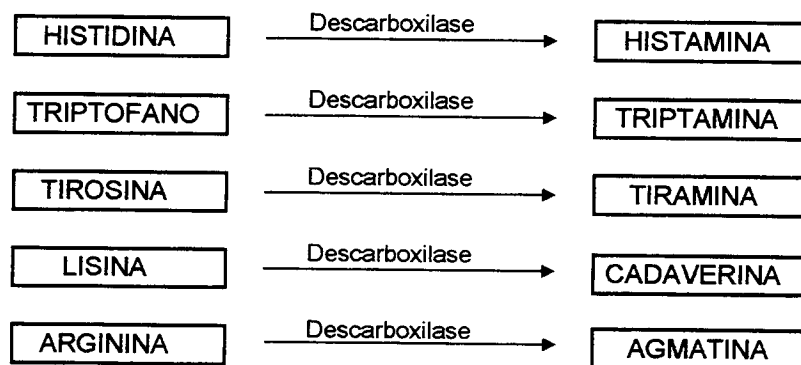 HISTIDINA Descarboxilase HISTAMINA
TRIPTOFANO Descarboxilase TRIPTAMINA
TIROSINA Descarboxilase TIRAMINA
LISINA Descarboxilase CADAVERINA
ARGININA Descarboxilase AGMATINA